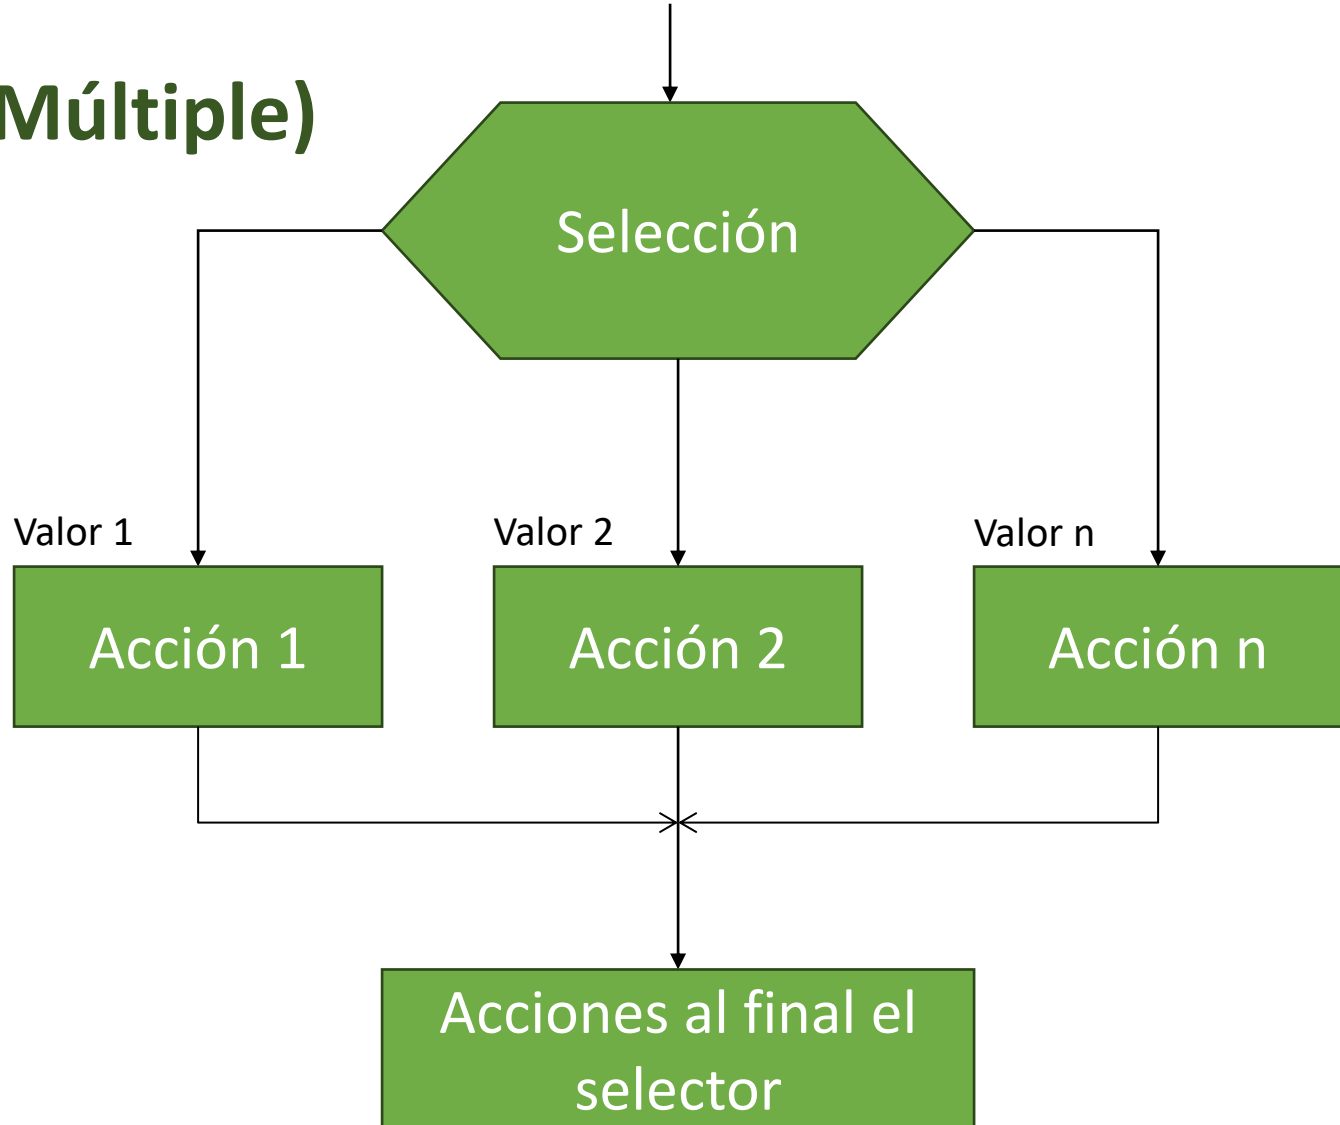 Múltiple)
Selección
Valor 1
Valor 2
Valor n
Acción 1
Acción 2
Acción n
Acciones al final el
selector